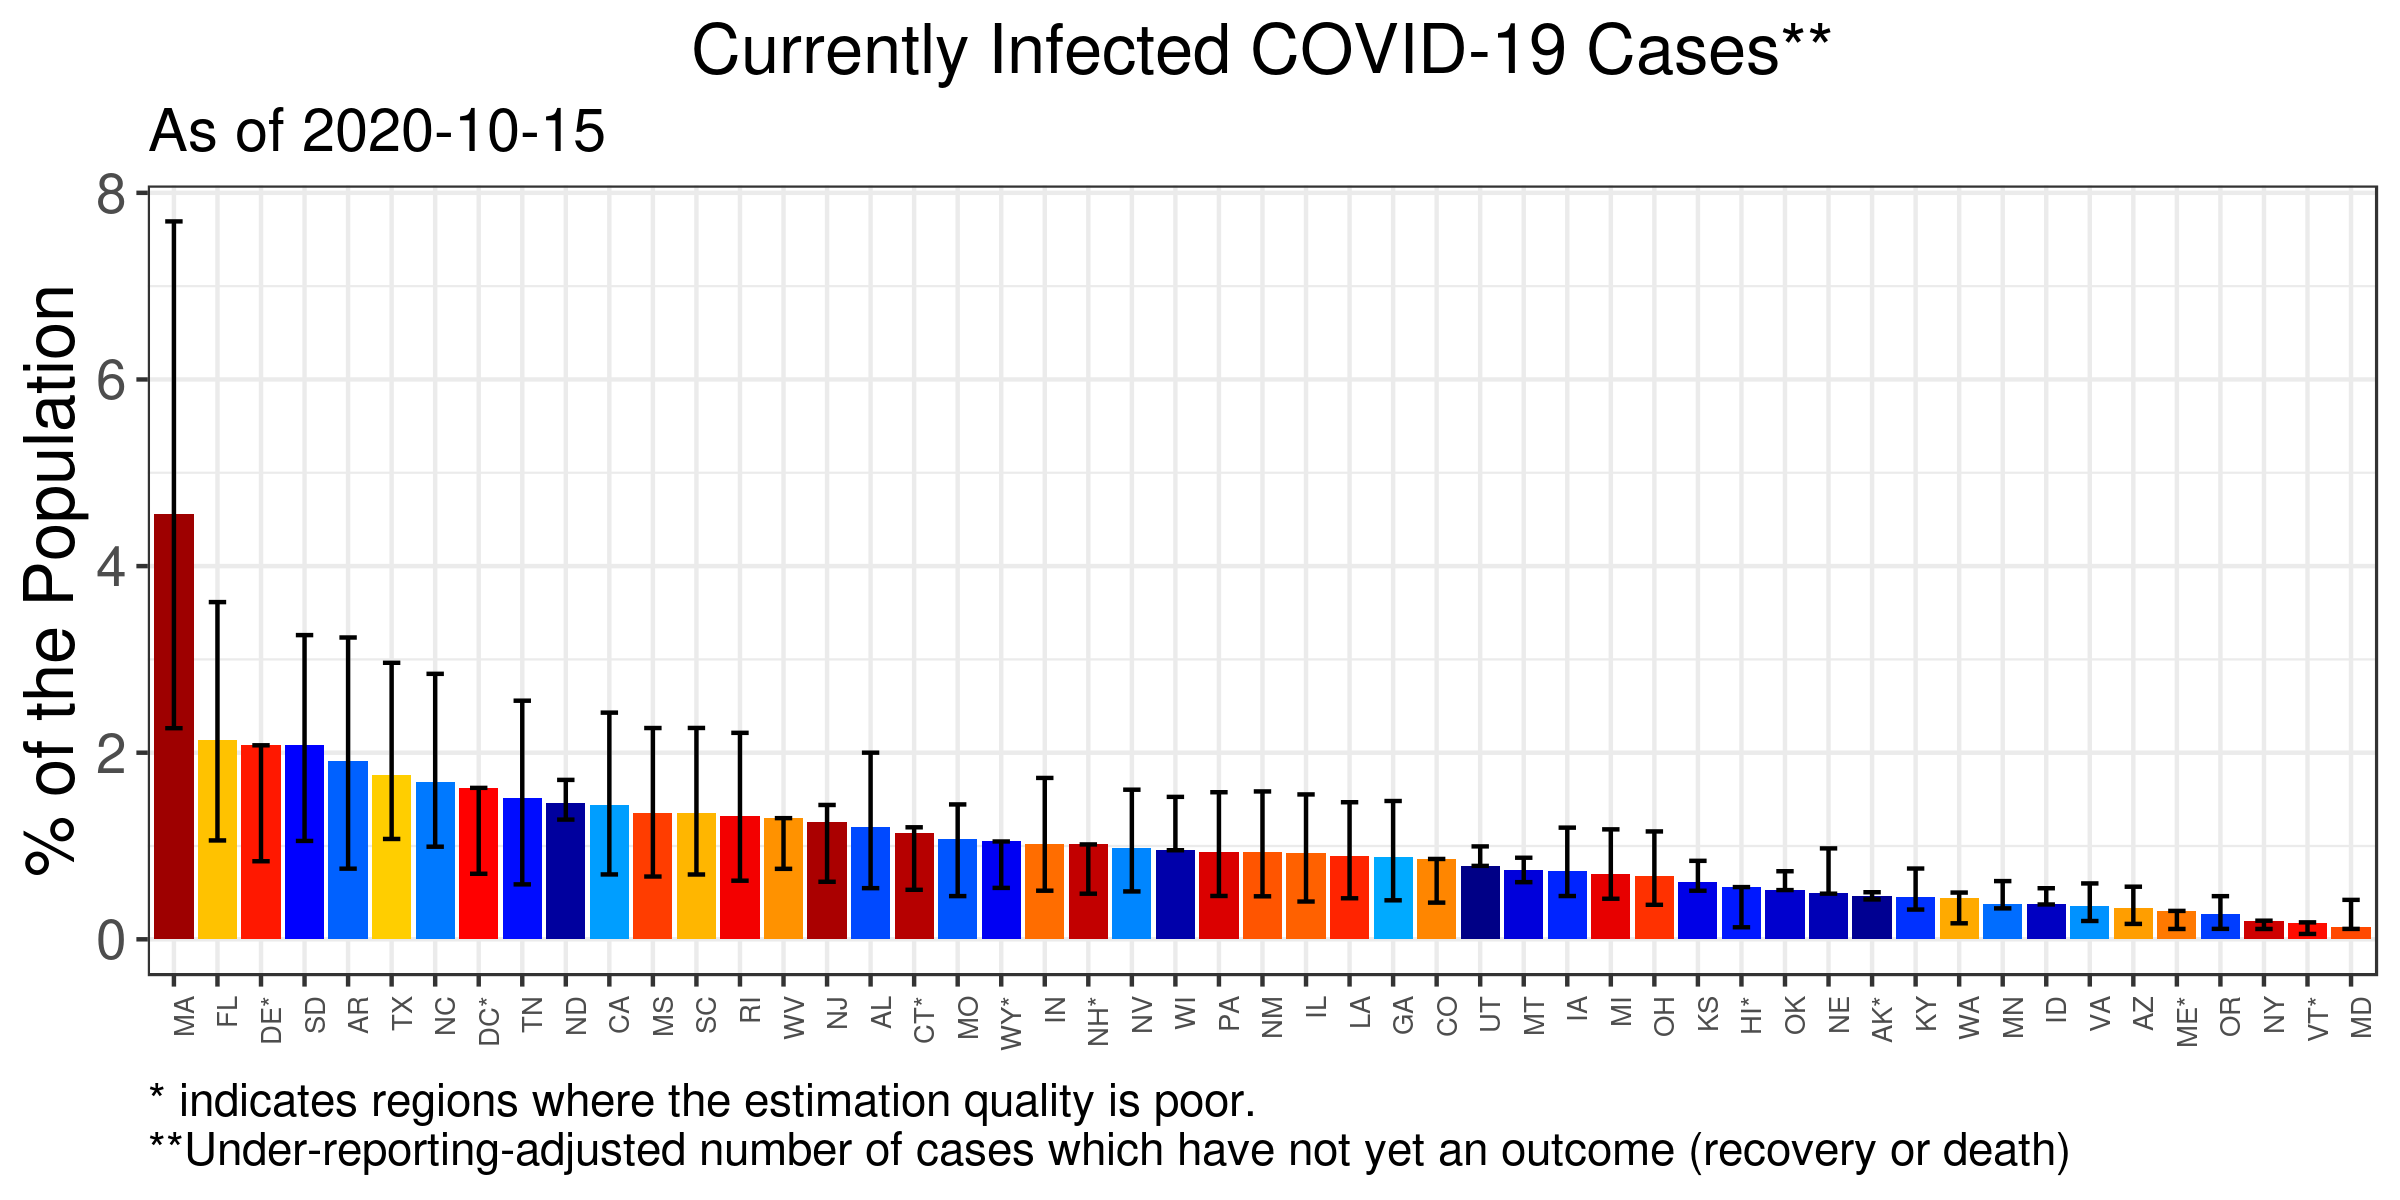 Currently Infected COVID-19 Cases**
As of 2020-10-15
% of the Population
8
6
4
2
0
MA FL DE* SD AR TX NC DC* TN ND CA MS SC RI WV NJ AL CT* MO WY* IN NH* NV WI PA NM IL LA GA CO UT MT IA MI OH KS HI* OK NE AK* KY WA MN ID VA AZ ME* OR NY VT* MD
* indicates regions where the estimation quality is poor.
**Under-reporting-adjusted number of cases which have not yet an outcome (recovery or death)